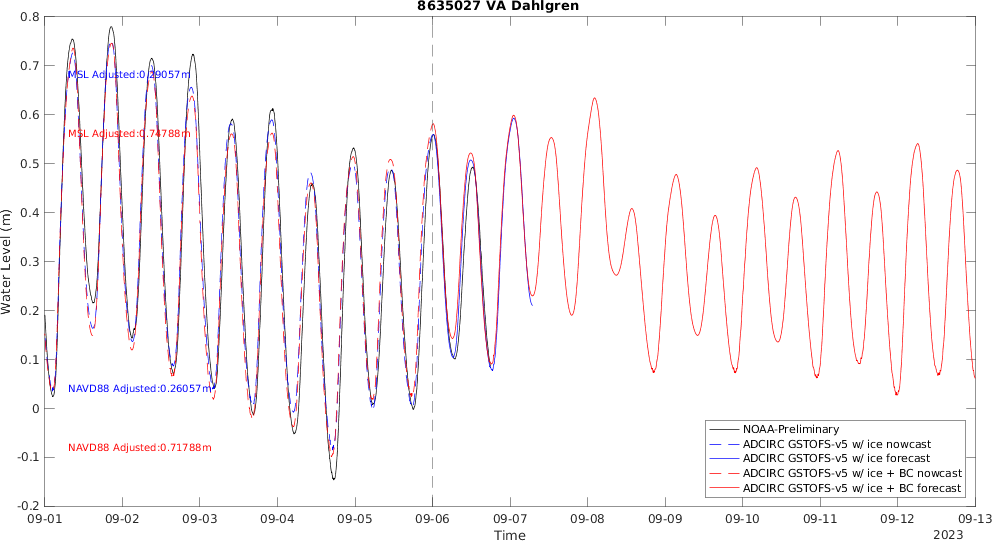 8635027 VA Dahlgren
0.8
0.7
0.6
0.5
0.4
0.3
0.2
0.1
0
-0.1
-0.2
Water Level (m)
MSL Adjusted:0.29057m
MSL Adjusted:0.74788m
NAVD88 Adjusted:0.26057m
NAVD88 Adjusted:0.71788m
NOAA-Preliminary
ADCIRC GSTOFS-v5 w/ ice nowcast
ADCIRC GSTOFS-v5 w/ ice forecast
ADCIRC GSTOFS-v5 w/ ice + BC nowcast
ADCIRC GSTOFS-v5 w/ ice + BC forecast
09-01 09-02 09-03 09-04 09-05 09-06 09-07 09-08 09-09 09-10 09-11 09-12 09-13
Time
2023